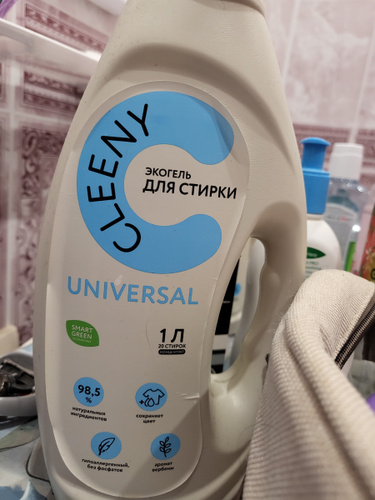 CLEENY
ЭКОГЕЛЬ
ДЛЯ СТИРКИ
UNIVERSAL
SMART
GREEN
1 Л
20 СТИРОК
98,5
%
натуральных
ингредиентов
сохраняет
цвет
гипоаллергенный,
без фосфатов
аромат
вербены